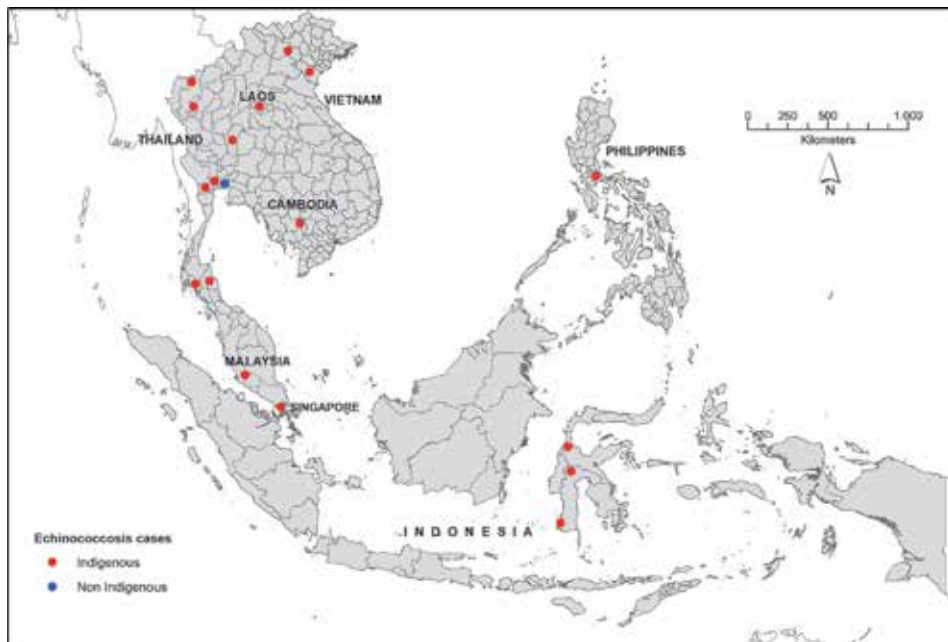 LAOS
VIETNAM
THAILAND
PHILIPPINES
CAMBODIA
MALAYSIA
SINGAPORE
INDONESIA
0 250 500 1.000
Kilometers
N
Echinococcosis cases
Indigenous
Non Indigenous